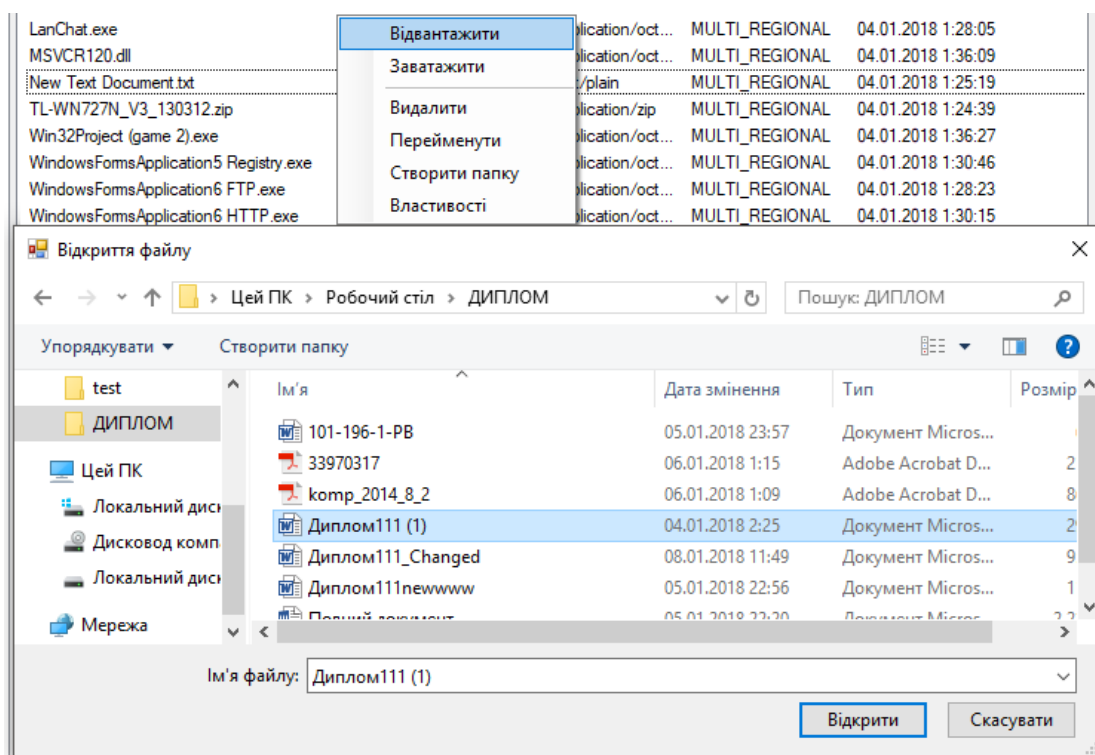 LanChat.exe Відвантажити plication/oct... MULTI_REGIONAL 04.01.2018 1:28:05
MSVCR120.dll plication/oct... MULTI_REGIONAL 04.01.2018 1:36:09
Заватажити
New Text Document.txt t/plain MULTI_REGIONAL 04.01.2018 1:25:19
TL-WN727N_V3_130312.zip Видалити plication/zip MULTI_REGIONAL 04.01.2018 1:24:39
Win32Project (game 2).exe Перейменути plication/oct... MULTI_REGIONAL 04.01.2018 1:36:27
WindowsFormsApplication5 Registry.exe Створити папку plication/oct... MULTI_REGIONAL 04.01.2018 1:30:46
WindowsFormsApplication6 FTP.exe plication/oct... MULTI_REGIONAL 04.01.2018 1:28:23
WindowsFormsApplication6 HTTP.exe Властивості plication/oct... MULTI_REGIONAL 04.01.2018 1:30:15
Відкриття файлу
Цей ПК > Робочий стіл > ДИПЛОМ Пошук: ДИПЛОМ
Упорядкувати Створити папку
test
ДИПЛОМ
Цей ПК
Локальний диск
Дисковод комп
Локальний диск
Мережа
Ім'я Дата змінення Тип Розмір
101-196-1-PB 05.01.2018 23:57 Документ Micros...
33970317 06.01.2018 1:15 Adobe Acrobat D... 2
komp_2014_8_2 06.01.2018 1:09 Adobe Acrobat D... 8
Диплом111 (1) 04.01.2018 2:25 Документ Micros... 2
Диплом111_Changed 08.01.2018 11:49 Документ Micros... 9
Диплом111newwww 05.01.2018 22:56 Документ Micros... 1
Ім'я файлу: Диплом111 (1)
Відкрити Скасувати